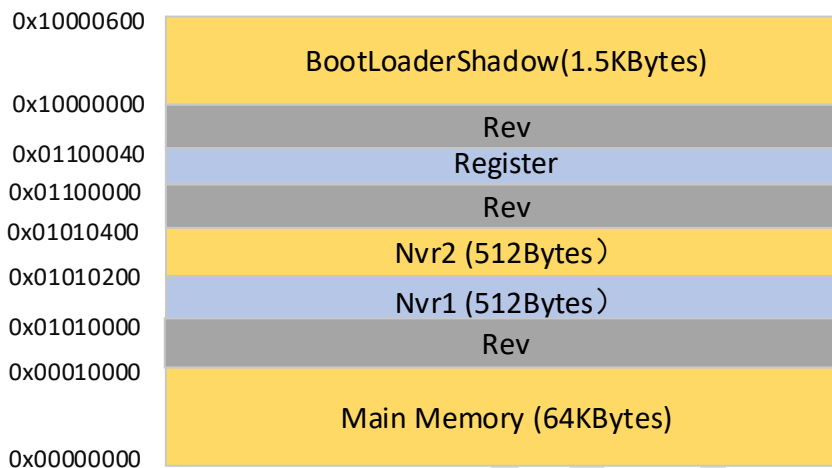 0x10000600
BootLoaderShadow(1.5KBytes)
0x10000000
Rev
0x01100040
Register
0x01100000
Rev
0x01010400
Nvr2 (512Bytes）
0x01010200
Nvr1 (512Bytes）
0x01010000
Rev
0x00010000
Main Memory (64KBytes)
0x00000000